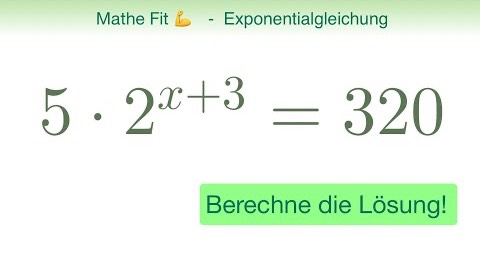 Mathe Fit 💪 - Exponentialgleichung
5 · 2^{x+3} = 320
Berechne die Lösung!